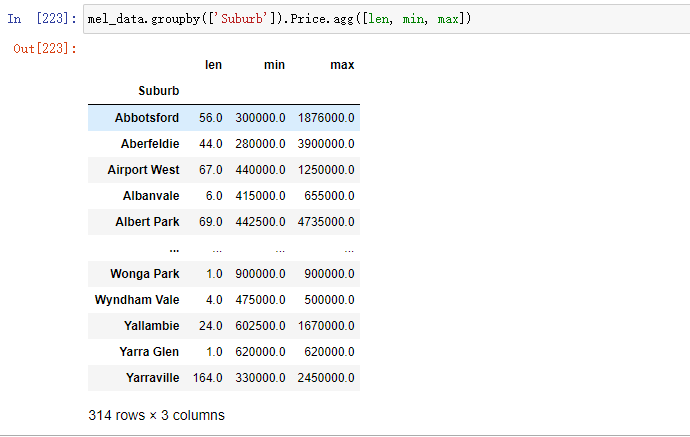 In [223]: mel_data.groupby(['Suburb']).Price.agg([len, min, max])
Out[223]:
len min max
Suburb
Abbotsford 56.0 300000.0 1876000.0
Aberfeldie 44.0 280000.0 3900000.0
Airport West 67.0 440000.0 1250000.0
Albanvale 6.0 415000.0 655000.0
Albert Park 69.0 442500.0 4735000.0
... ... ... ...
Wonga Park 1.0 900000.0 900000.0
Wyndham Vale 4.0 475000.0 500000.0
Yallambie 24.0 602500.0 1670000.0
Yarra Glen 1.0 620000.0 620000.0
Yarraville 164.0 330000.0 2450000.0
314 rows × 3 columns